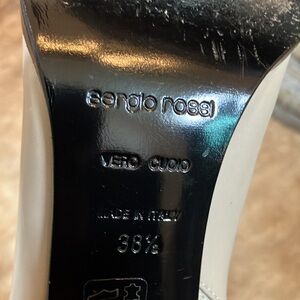 sergio rossi
VERO CUOIO
MADE IN ITALY
38½